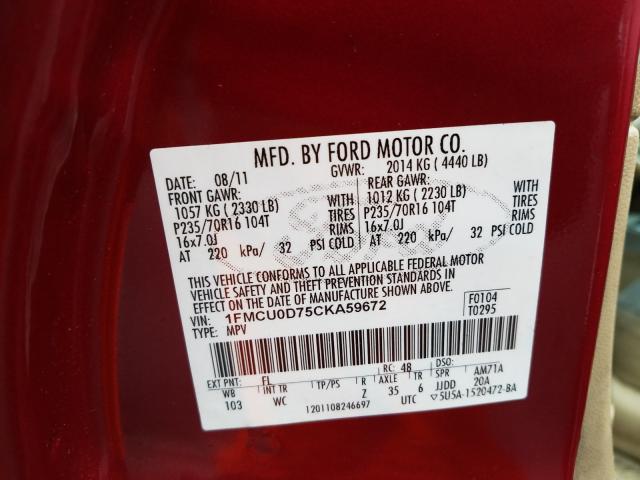 MFD. BY FORD MOTOR CO.
DATE: 08/11 GVWR: 2014 KG ( 4440 LB)
FRONT GAWR: REAR GAWR:
1057 KG ( 2330 LB) WITH 1012 KG ( 2230 LB) WITH
P235/70R16 104T TIRES P235/70R16 104T TIRES
16x7.0J RIMS 16x7.0J RIMS
AT 220 kPa/ 32 PSI COLD AT 220 kPa/ 32 PSI COLD
THIS VEHICLE CONFORMS TO ALL APPLICABLE FEDERAL MOTOR
VEHICLE SAFETY AND THEFT PREVENTION STANDARDS IN
EFFECT ON THE DATE OF MANUFACTURE SHOWN ABOVE.
VIN: 1FMCU0D75CKA59672 F0104
TYPE: MPV T0295
EXT PNT: FL RC: 48 DSO:
WB INT TR TP/PS R AXLE TR SPR AM71A
103 WC Z 35 6 JJDD 20A
1201108246697 UTC ▽5U5A-1520472-BA